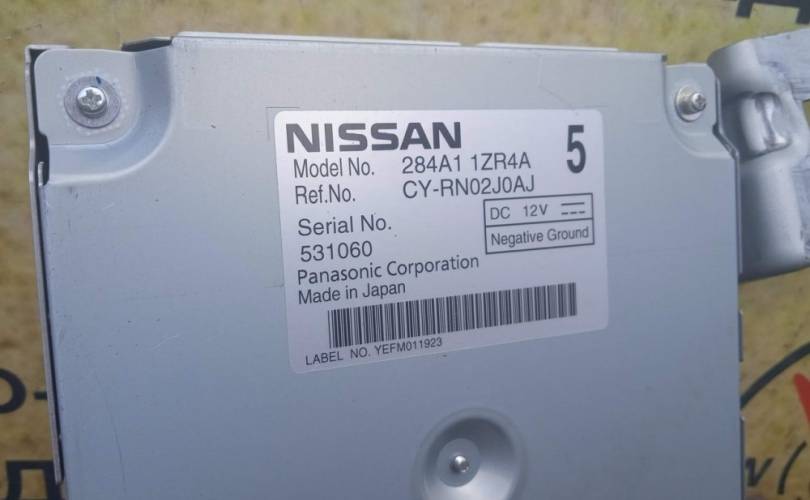 NISSAN 5
Model No. 284A1 1ZR4A
Ref.No. CY-RN02J0AJ
Serial No.
531060
DC 12V
Negative Ground
Panasonic Corporation
Made in Japan
LABEL NO. YEFM011923